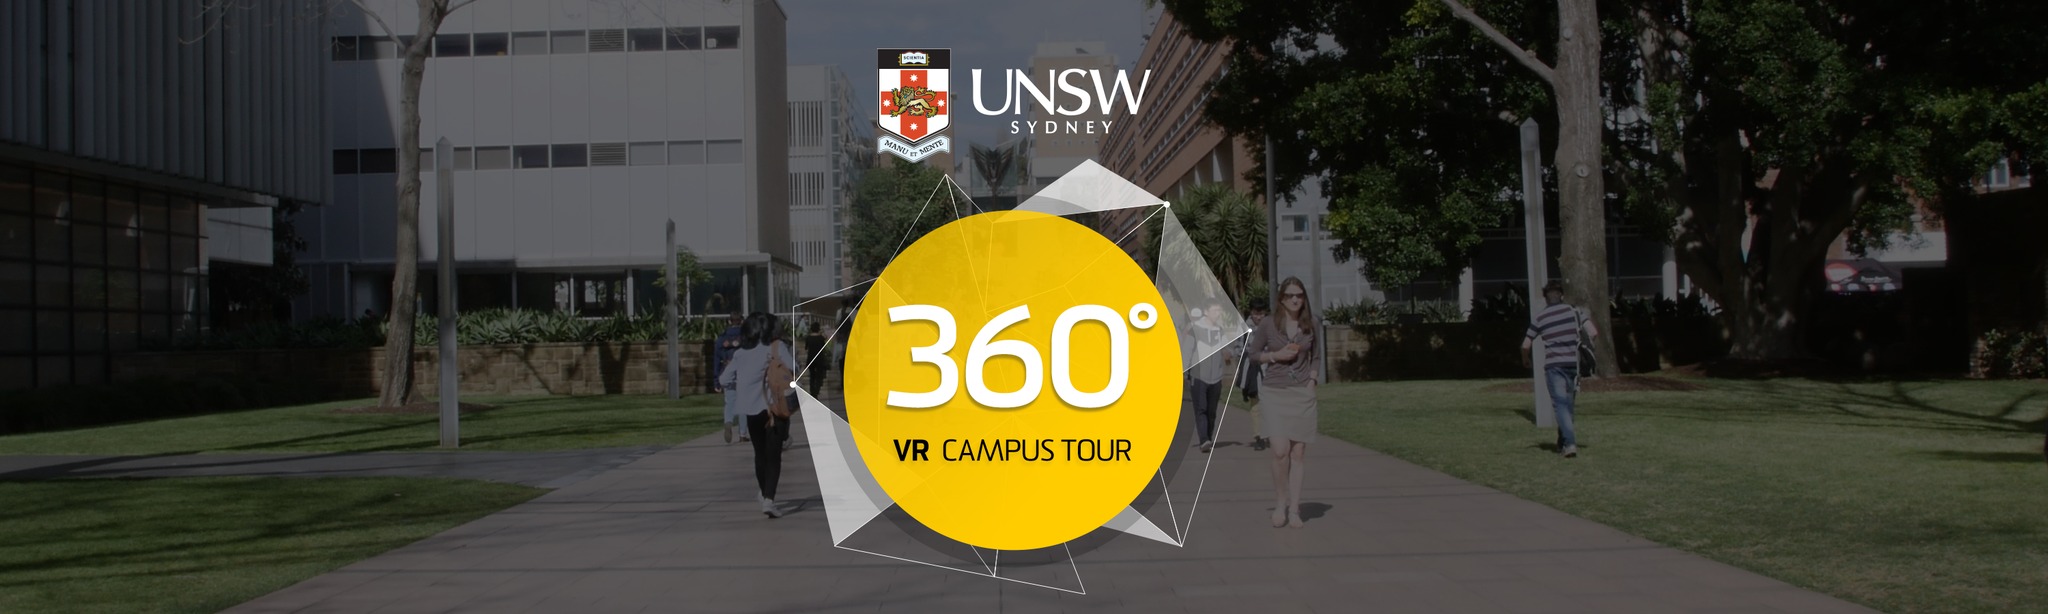 SCIENTIA
MANU ET MENTE
UNSW
SYDNEY
360°
VR CAMPUS TOUR